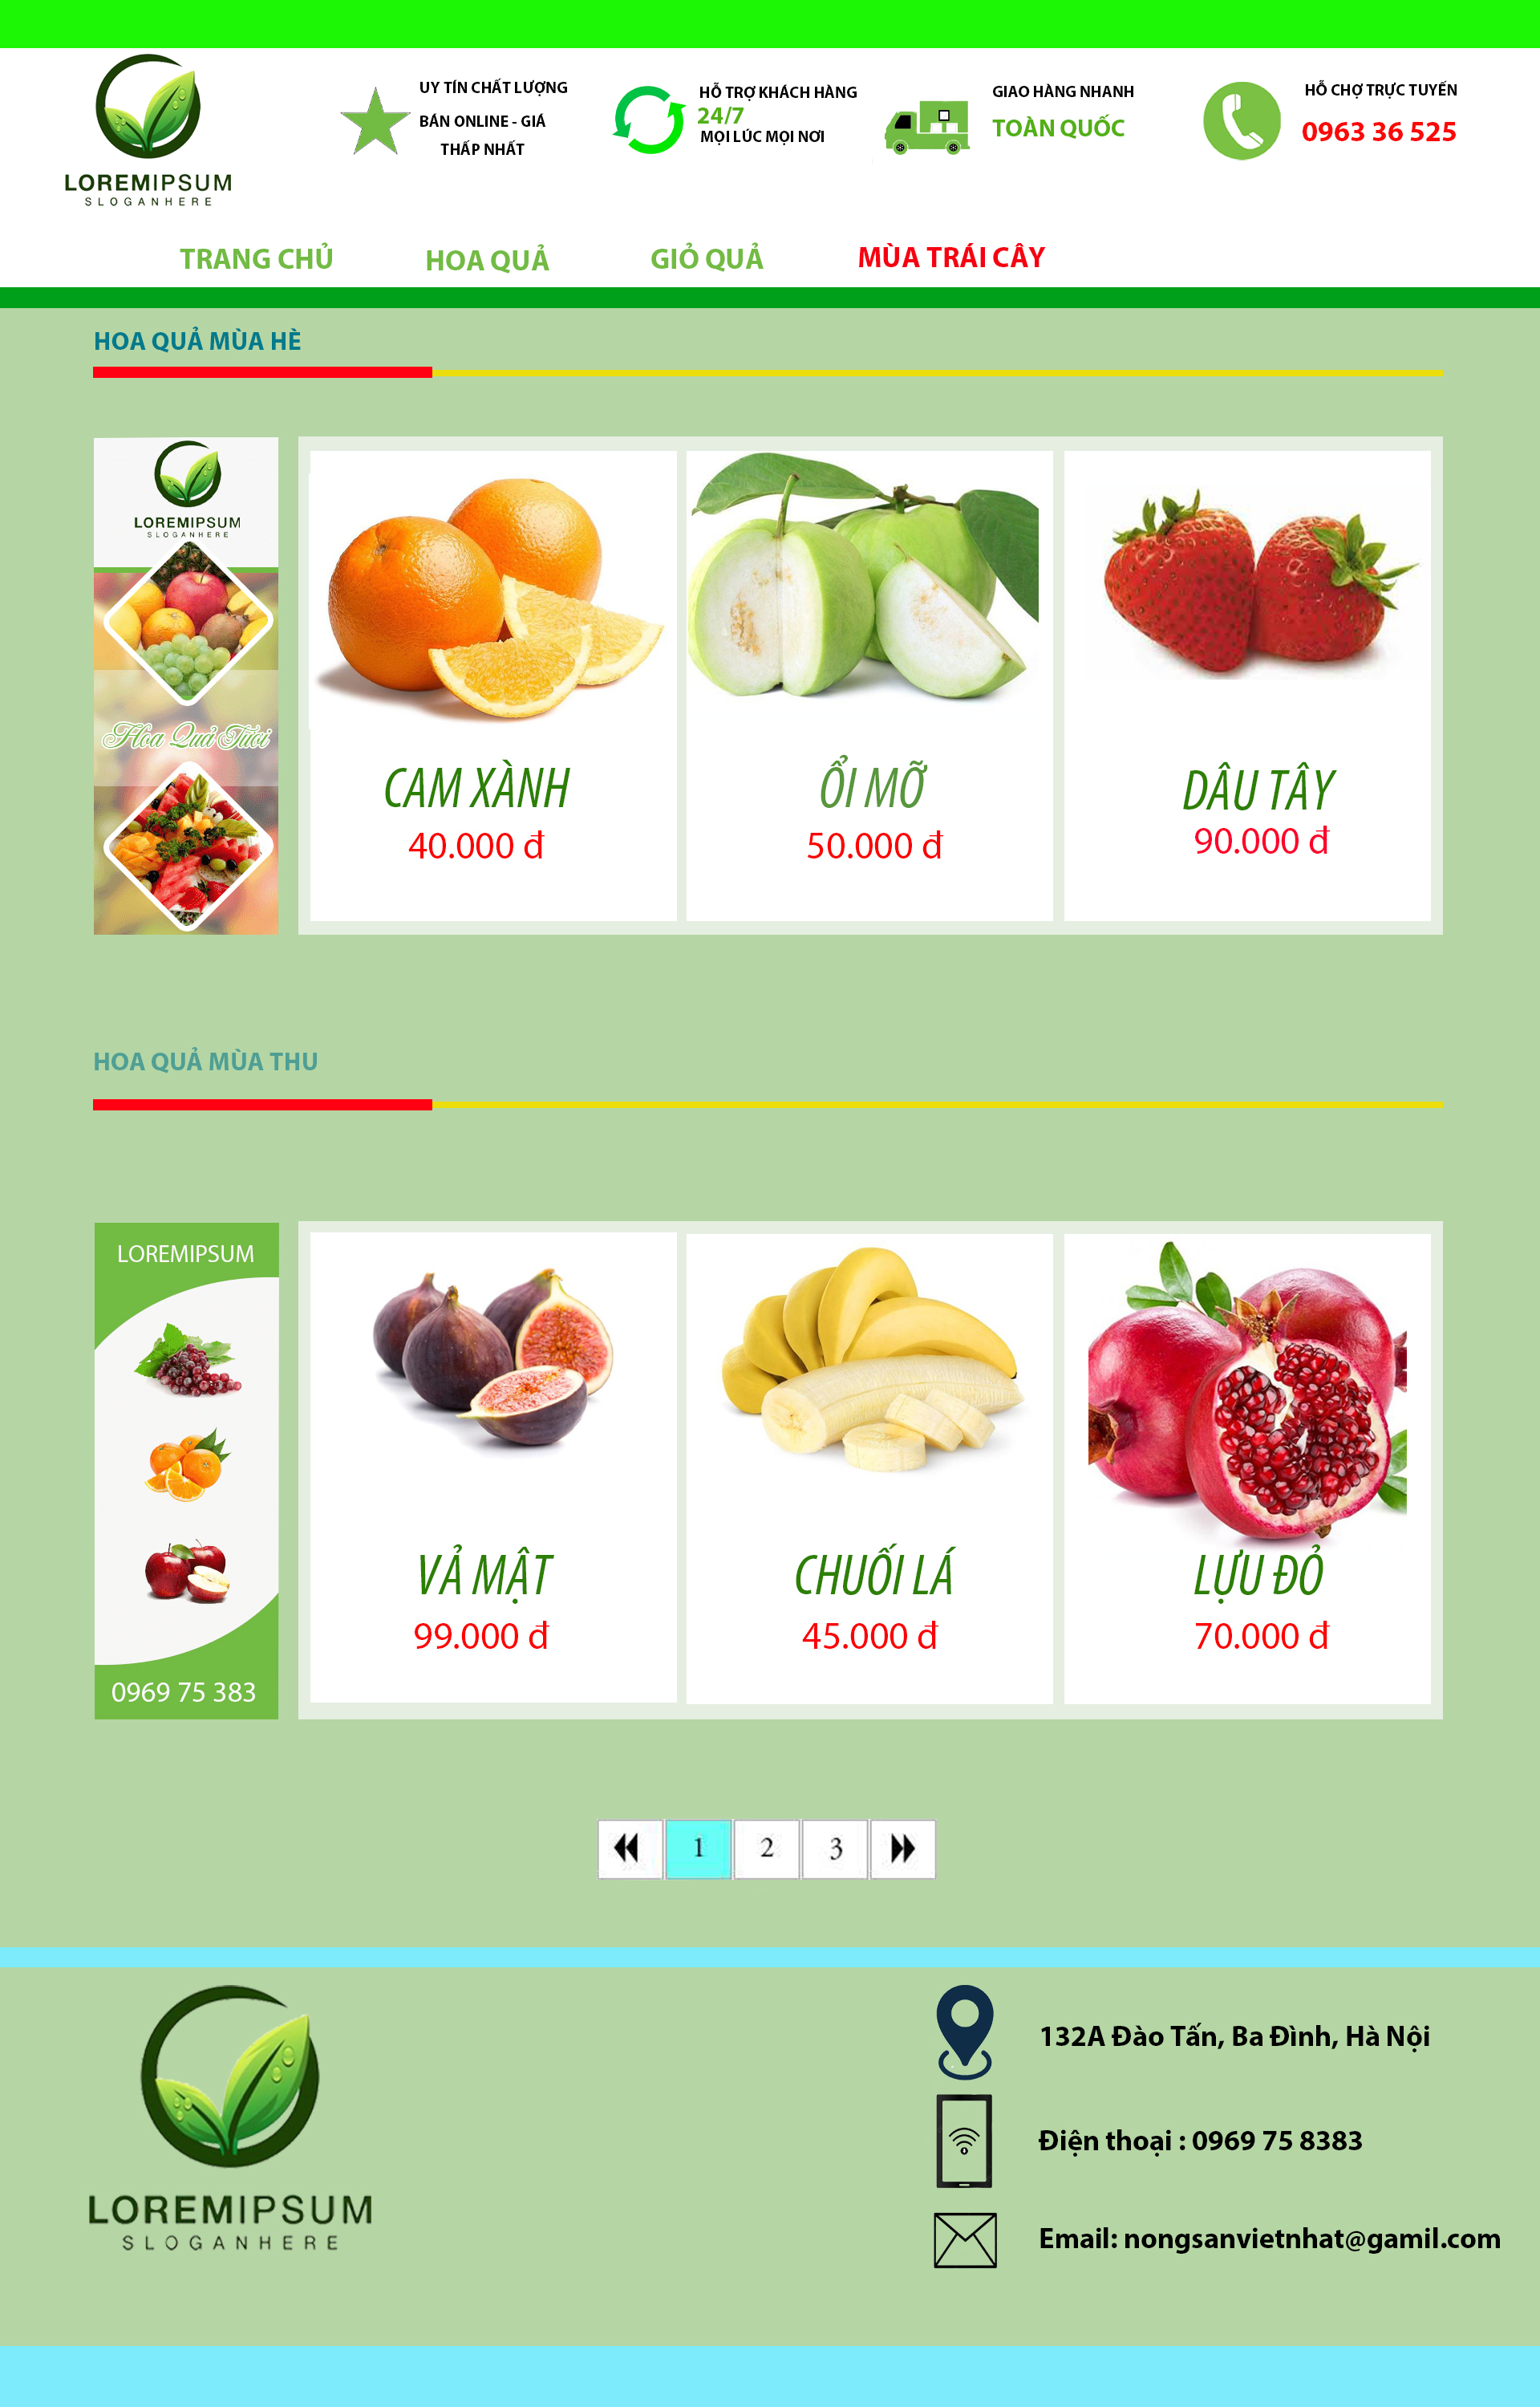 LOREMIPSUM
SLOGANHERE
UY TÍN CHẤT LƯỢNG
BÁN ONLINE - GIÁ
THẤP NHẤT
HỖ TRỢ KHÁCH HÀNG
24/7
MỌI LÚC MỌI NƠI
GIAO HÀNG NHANH
TOÀN QUỐC
HỖ CHỢ TRỰC TUYẾN
0963 36 525
TRANG CHỦ
HOA QUẢ
GIỎ QUẢ
MÙA TRÁI CÂY
HOA QUẢ MÙA HÈ
LOREMIPSUM
SLOGANHERE
Hoa Quả Tươi
CAM XÀNH
40.000 đ
ỔI MỠ
50.000 đ
DÂU TÂY
90.000 đ
HOA QUẢ MÙA THU
LOREMIPSUM
0969 75 383
VẢ MẬT
99.000 đ
CHUỐI LÁ
45.000 đ
LỰU ĐỎ
70.000 đ
1 2 3
LOREMIPSUM
SLOGANHERE
132A Đào Tấn, Ba Đình, Hà Nội
Điện thoại : 0969 75 8383
Email: nongsanvietnhat@gamil.com